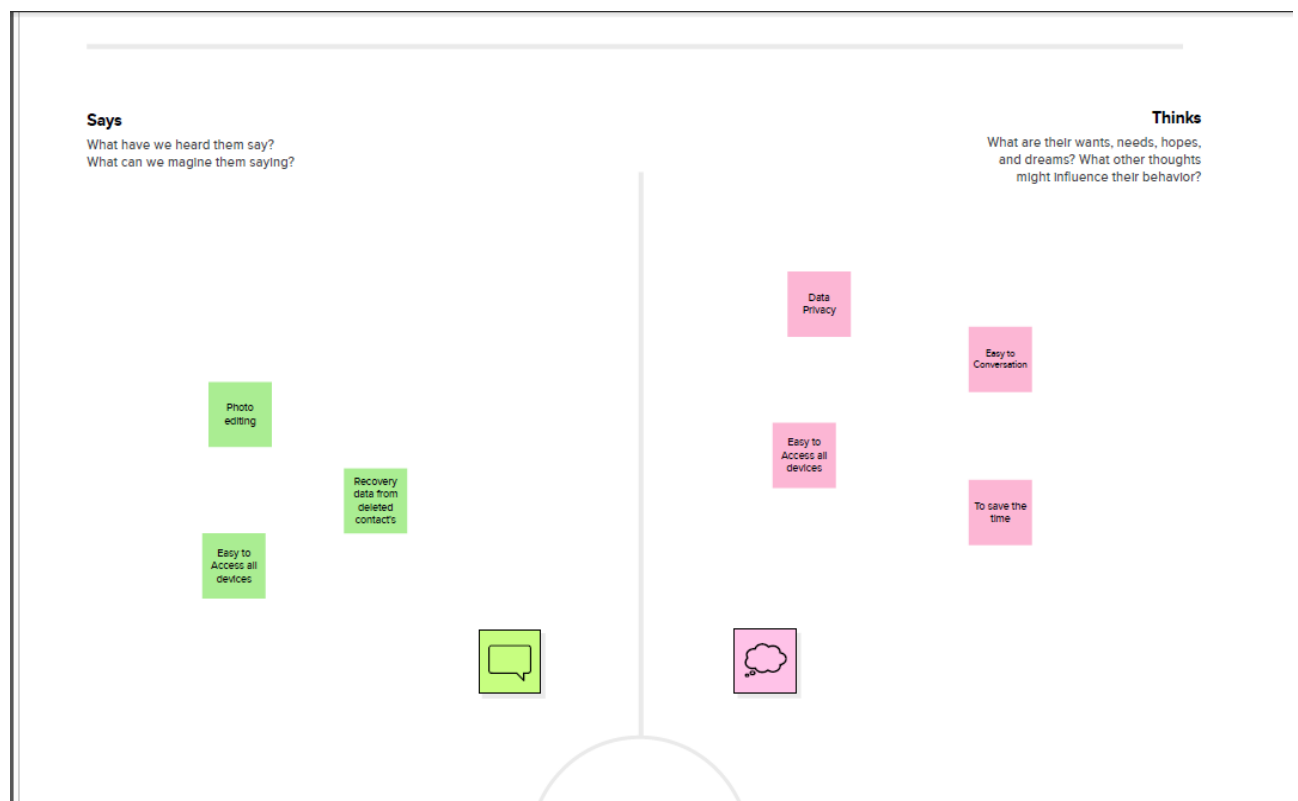 Says
What have we heard them say?
What can we magine them saying?
Thinks
What are their wants, needs, hopes,
and dreams? What other thoughts
might influence their behavior?
Photo
editing
Recovery
data from
deleted
contact's
Easy to
Access all
devices
Data
Privacy
Easy to
Conversation
Easy to
Access all
devices
To save the
time